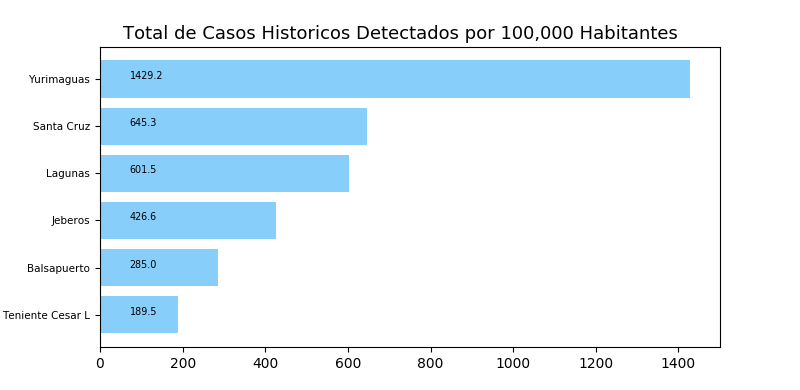 Total de Casos Historicos Detectados por 100,000 Habitantes
Yurimaguas 1429.2
Santa Cruz 645.3
Lagunas 601.5
Jeberos 426.6
Balsapuerto 285.0
Teniente Cesar L 189.5
0 200 400 600 800 1000 1200 1400